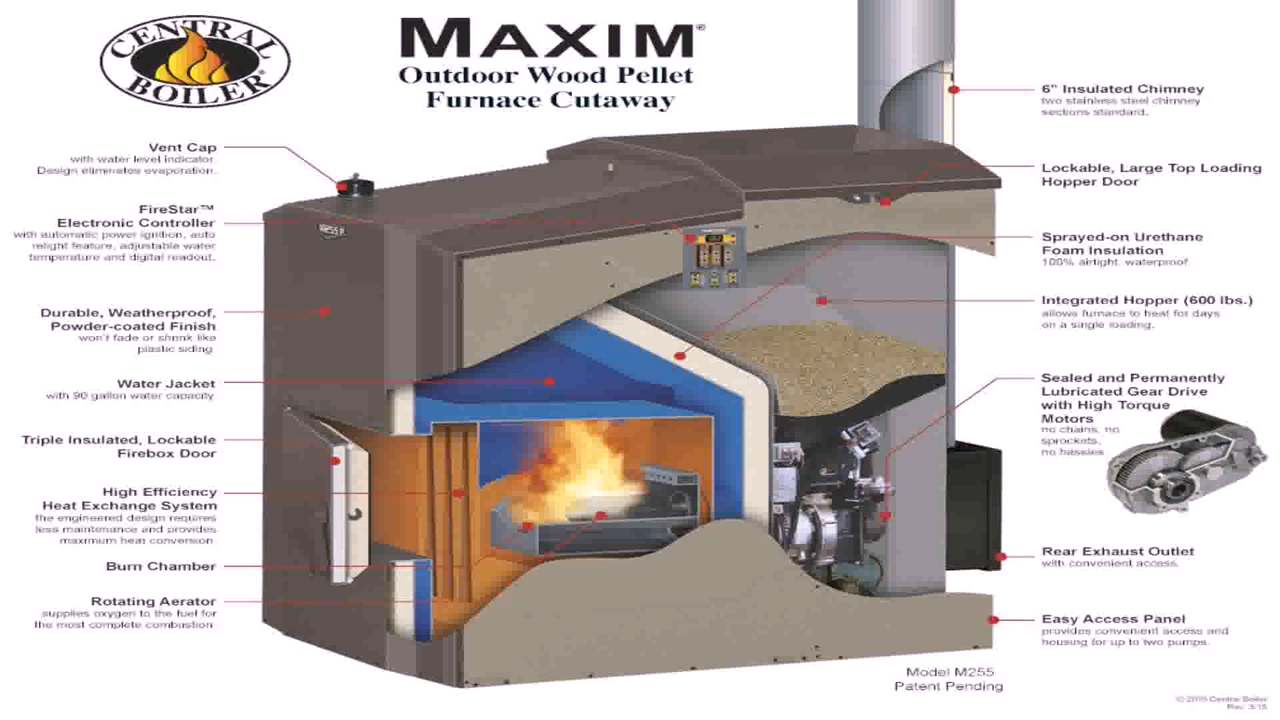 CENTRAL
BOILER®
MAXIM®
Outdoor Wood Pellet
Furnace Cutaway
Vent Cap
with water level indicator.
Design eliminates evaporation.
FireStar™
Electronic Controller
with automatic power ignition, auto
relight feature, adjustable water
temperature and digital readout.
Durable, Weatherproof,
Powder-coated Finish
won't fade or shrink like
plastic siding.
Water Jacket
with 90 gallon water capacity.
Triple Insulated, Lockable
Firebox Door
High Efficiency
Heat Exchange System
the engineered design requires
less maintenance and provides
maximum heat conversion.
Burn Chamber
Rotating Aerator
supplies oxygen to the fuel for
the most complete combustion.
6" Insulated Chimney
two stainless steel chimney
sections standard.
Lockable, Large Top Loading
Hopper Door
Sprayed-on Urethane
Foam Insulation
100% airtight, waterproof.
Integrated Hopper (600 lbs.)
allows furnace to heat for days
on a single loading.
Sealed and Permanently
Lubricated Gear Drive
with High Torque
Motors
no chains, no
sprockets,
no hassles
Rear Exhaust Outlet
with convenient access.
Easy Access Panel
provides convenient access and
housing for up to two pumps.
Model M255
Patent Pending
© 2015 Central Boiler
Rev. 3/15